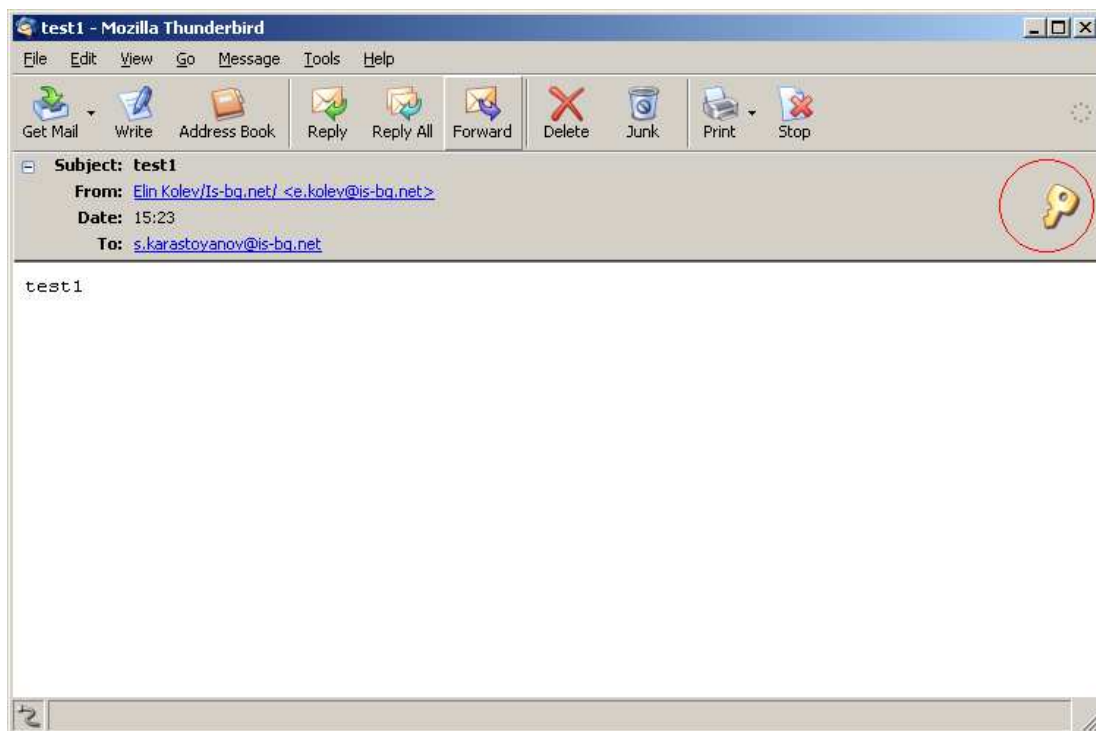 test1 - Mozilla Thunderbird
File Edit View Go Message Tools Help
Get Mail Write Address Book Reply Reply All Forward Delete Junk Print Stop
Subject: test1
From: Elin Kolev/Is-bg.net/ <e.kolev@is-bg.net>
Date: 15:23
To: s.karastoyanov@is-bg.net
test1